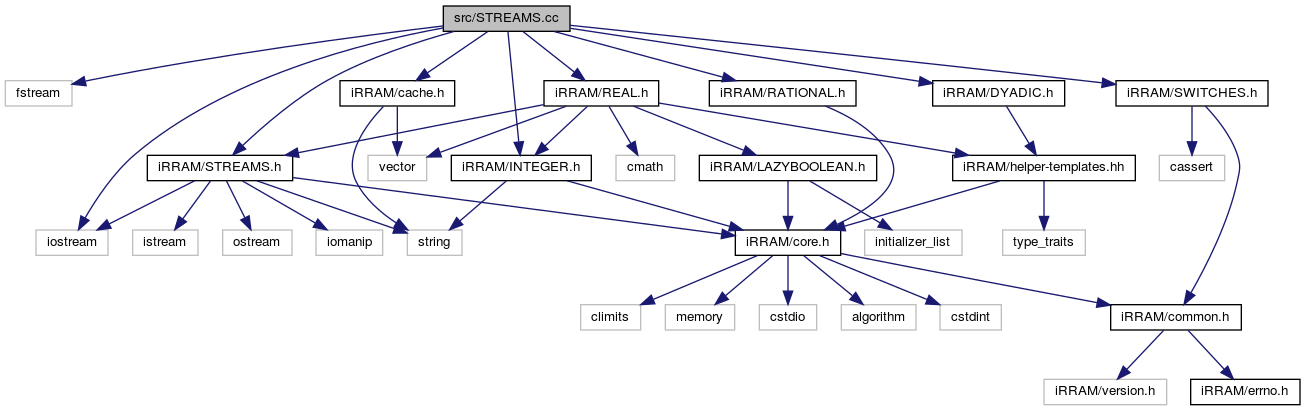 src/STREAMS.cc
fstream
iRRAM/cache.h
iRRAM/REAL.h
iRRAM/RATIONAL.h
iRRAM/DYADIC.h
iRRAM/SWITCHES.h
iRRAM/STREAMS.h
vector
iRRAM/INTEGER.h
cmath
iRRAM/LAZYBOOLEAN.h
iRRAM/helper-templates.hh
cassert
iostream
istream
ostream
iomanip
string
iRRAM/core.h
initializer_list
type_traits
climits
memory
cstdio
algorithm
cstdint
iRRAM/common.h
iRRAM/version.h
iRRAM/errno.h